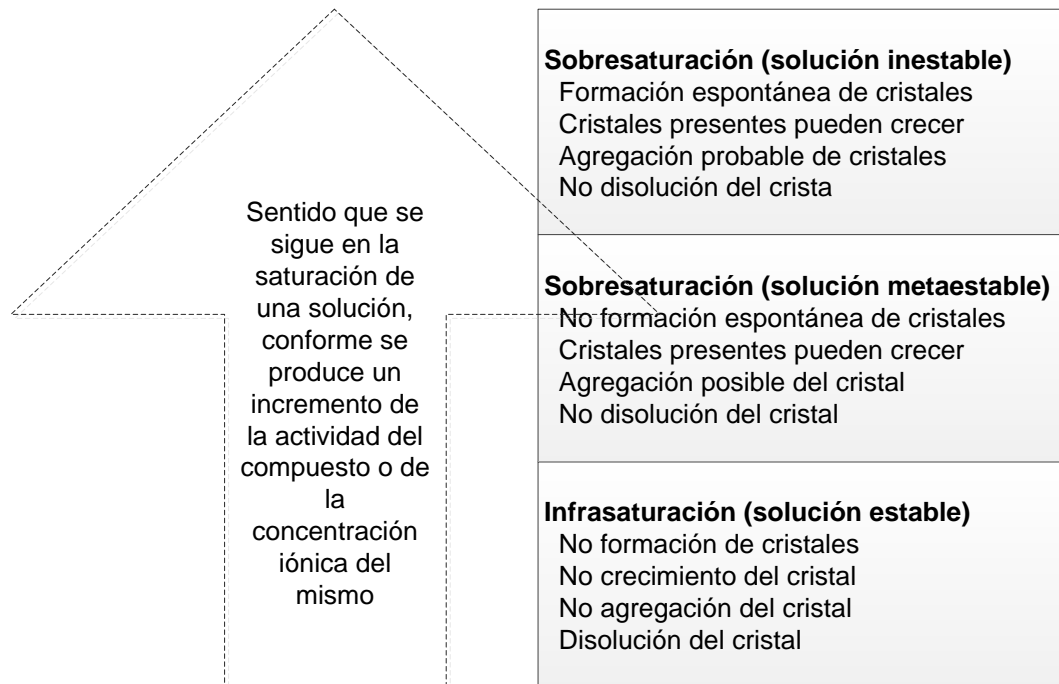 Sentido que se
sigue en la
saturación de
una solución,
conforme se
produce un
incremento de
la actividad del
compuesto o de
la
concentración
iónica del
mismo
Sobresaturación (solución inestable)
Formación espontánea de cristales
Cristales presentes pueden crecer
Agregación probable de cristales
No disolución del crista
Sobresaturación (solución metaestable)
No formación espontánea de cristales
Cristales presentes pueden crecer
Agregación posible del cristal
No disolución del cristal
Infrasaturación (solución estable)
No formación de cristales
No crecimiento del cristal
No agregación del cristal
Disolución del cristal